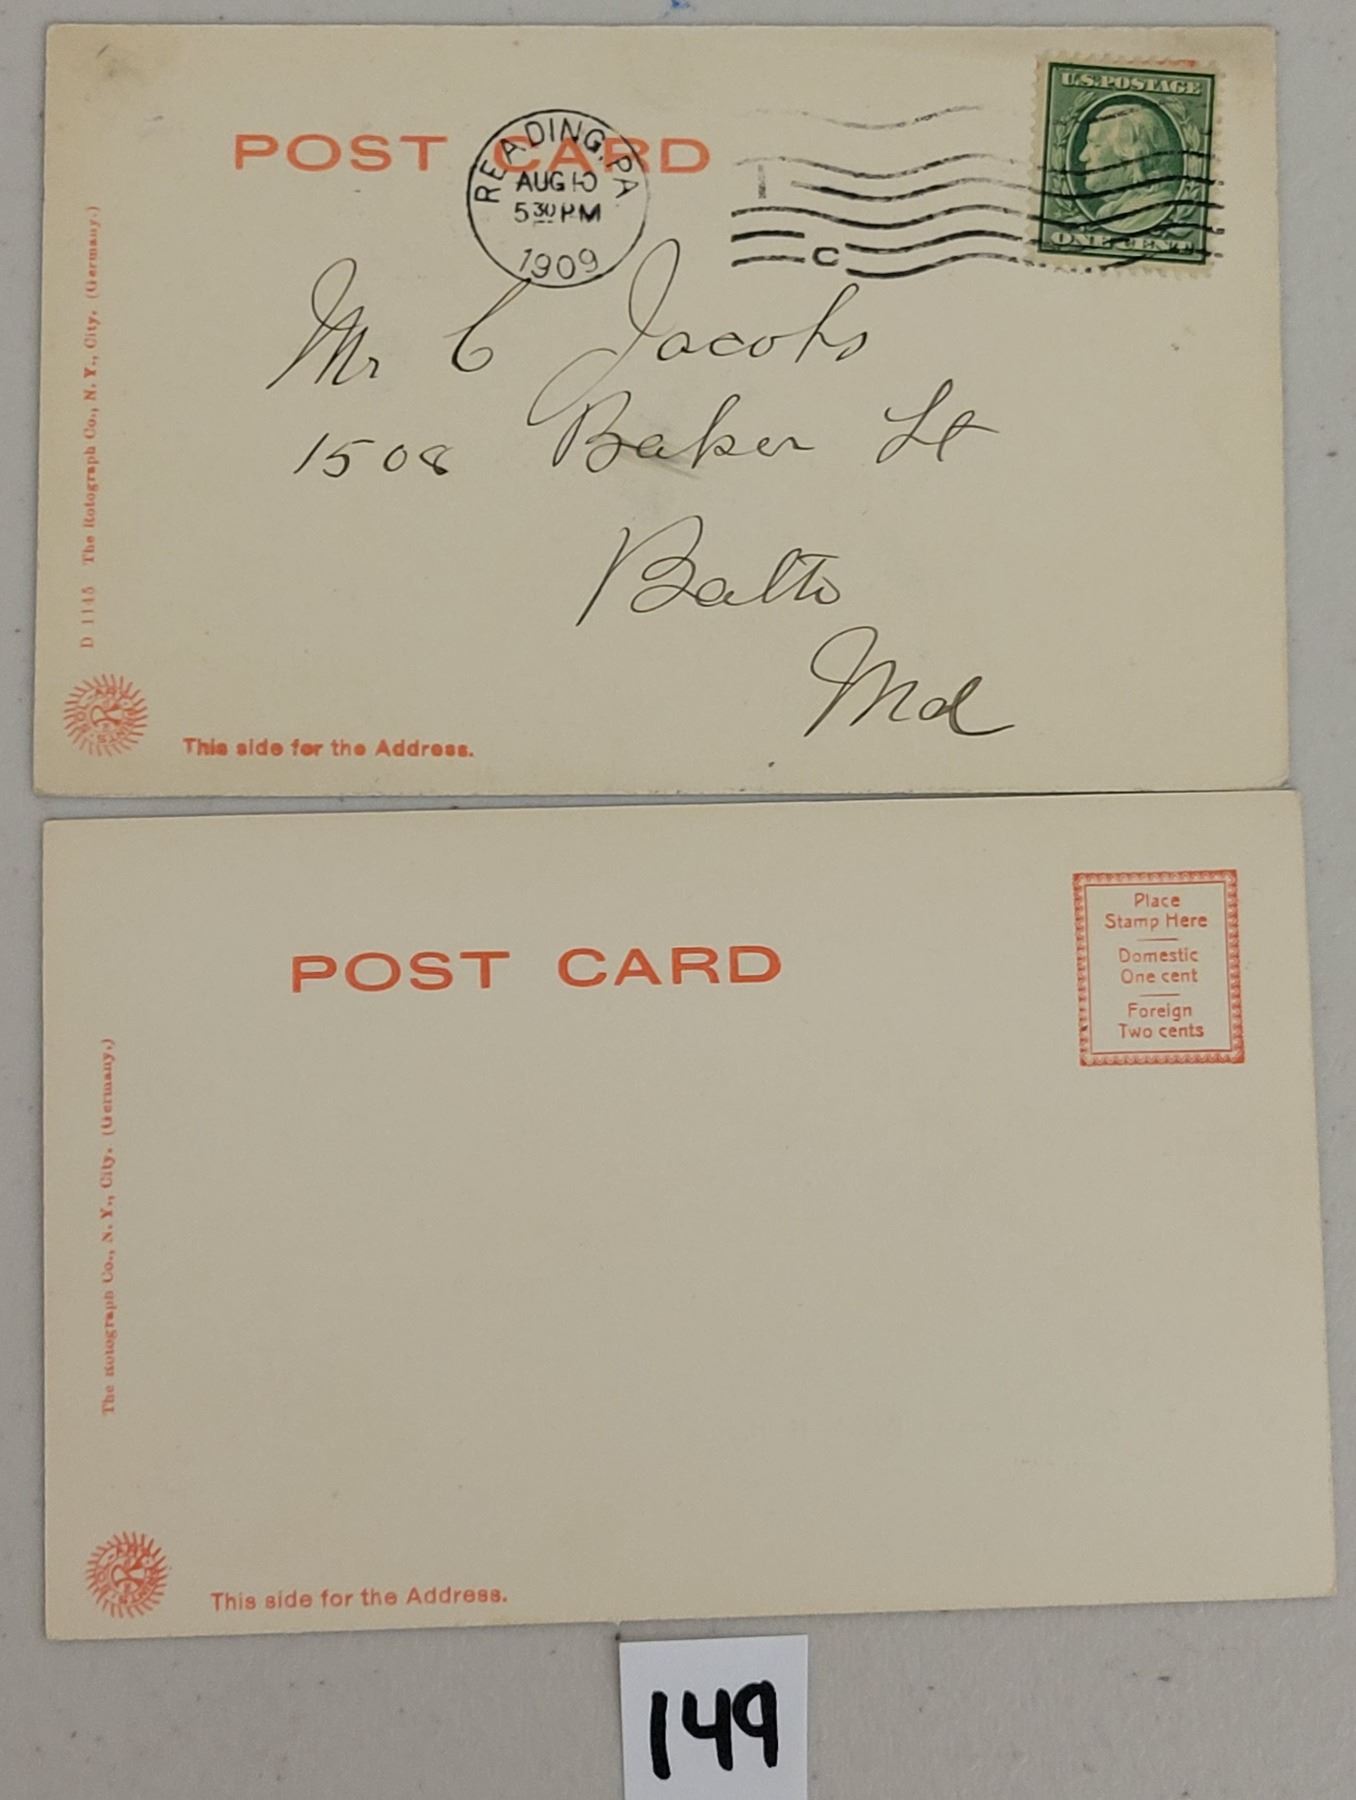 POST CARD
READING, PA
AUG 10
5 30 PM
1909
C
U.S. POSTAGE
ONE CENT
Mr C Jacobs
1508 Baker St
Balto
Md
D 1145 The Rotograph Co., N. Y., City. (Germany.)
This side for the Address.
POST CARD
Place
Stamp Here
Domestic
One cent
Foreign
Two cents
The Rotograph Co., N. Y., City. (Germany.)
This side for the Address.
149